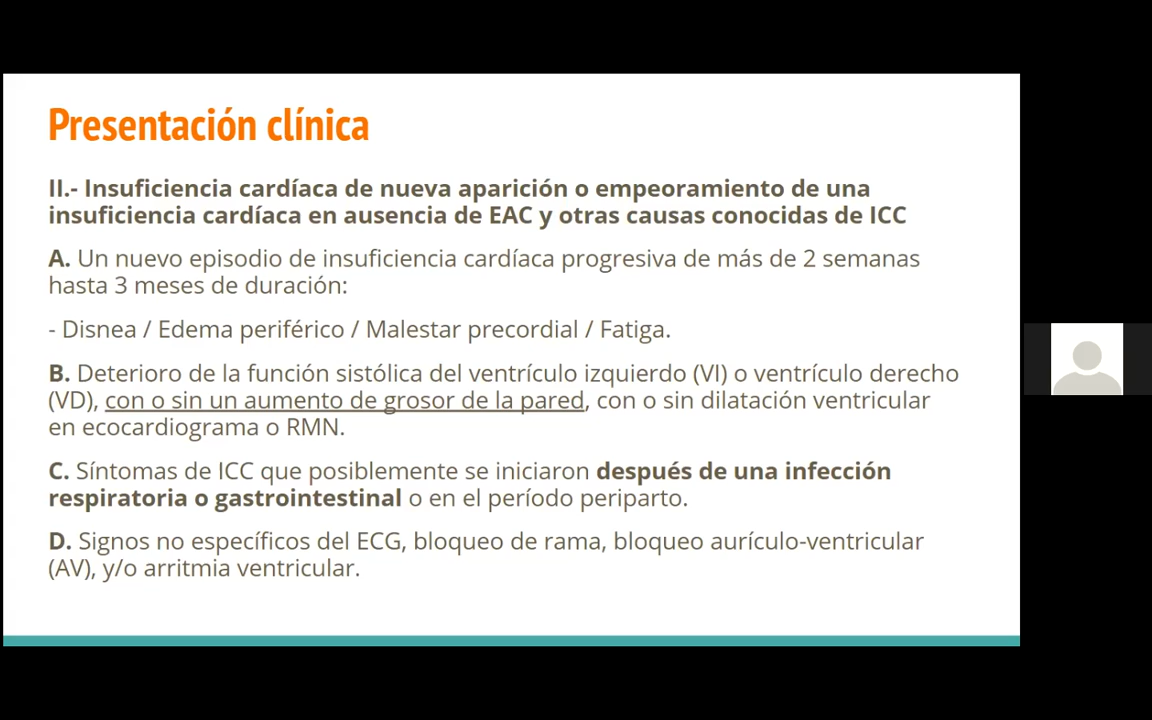 Presentación clínica
II.- Insuficiencia cardíaca de nueva aparición o empeoramiento de una
insuficiencia cardíaca en ausencia de EAC y otras causas conocidas de ICC
A. Un nuevo episodio de insuficiencia cardíaca progresiva de más de 2 semanas
hasta 3 meses de duración:
- Disnea / Edema periférico / Malestar precordial / Fatiga.
B. Deterioro de la función sistólica del ventrículo izquierdo (VI) o ventrículo derecho
(VD), con o sin un aumento de grosor de la pared, con o sin dilatación ventricular
en ecocardiograma o RMN.
C. Síntomas de ICC que posiblemente se iniciaron después de una infección
respiratoria o gastrointestinal o en el período periparto.
D. Signos no específicos del ECG, bloqueo de rama, bloqueo aurículo-ventricular
(AV), y/o arritmia ventricular.